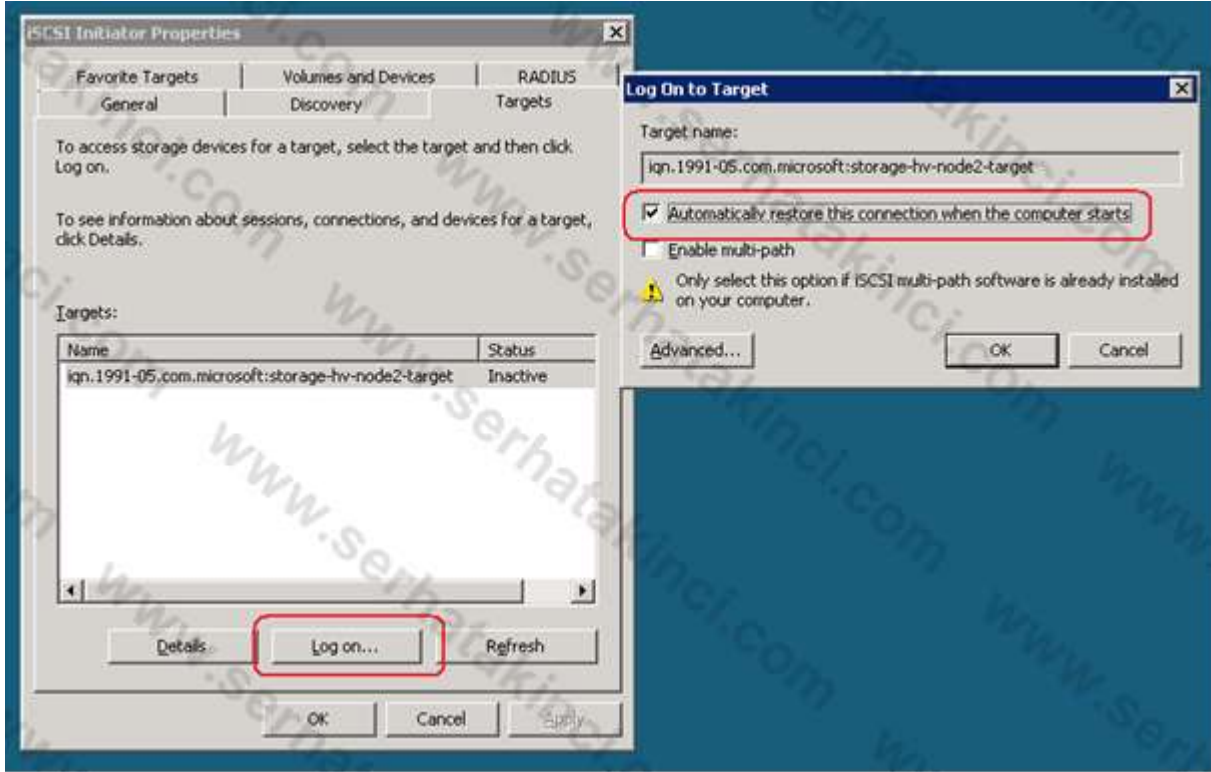 iSCSI Initiator Properties
Favorite Targets
Volumes and Devices
RADIUS
General
Discovery
Targets
To access storage devices for a target, select the target and then click
Log on.
To see information about sessions, connections, and devices for a target,
click Details.
Targets:
Name
Status
iqn.1991-05.com.microsoft:storage-hv-node2-target
Inactive
Details
Log on...
Refresh
OK
Cancel
Apply
Log On to Target
Target name:
iqn.1991-05.com.microsoft:storage-hv-node2-target
Automatically restore this connection when the computer starts
Enable multi-path
Only select this option if iSCSI multi-path software is already installed
on your computer.
Advanced...
OK
Cancel
www.serhatakinci.com